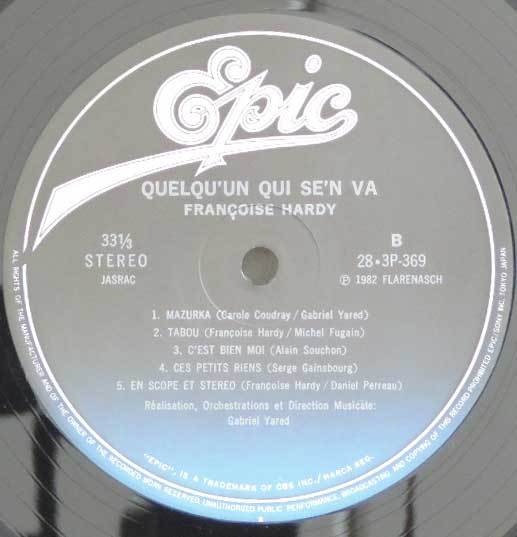 Epic
QUELQU'UN QUI SE'N VA
FRANÇOISE HARDY
33⅓
STEREO
JASRAC
B
28・3P-369
Ⓟ 1982 FLARENASCH
1. MAZURKA (Carole Coudray / Gabriel Yared)
2. TABOU (Françoise Hardy / Michel Fugain)
3. C'EST BIEN MOI (Alain Souchon)
4. CES PETITS RIENS (Serge Gainsbourg)
5. EN SCOPE ET STEREO (Françoise Hardy / Daniel Perreau)
Réalisation, Orchestrations et Direction Musicale:
Gabriel Yared
"EPIC", IS A TRADEMARK OF CBS INC./MARCA REG.
ALL RIGHTS OF THE MANUFACTURER AND OF THE OWNER OF THE RECORDED WORK RESERVED. UNAUTHORIZED PUBLIC PERFORMANCE, BROADCASTING AND COPYING OF THIS RECORD PROHIBITED EPIC/SONY INC. TOKYO JAPAN